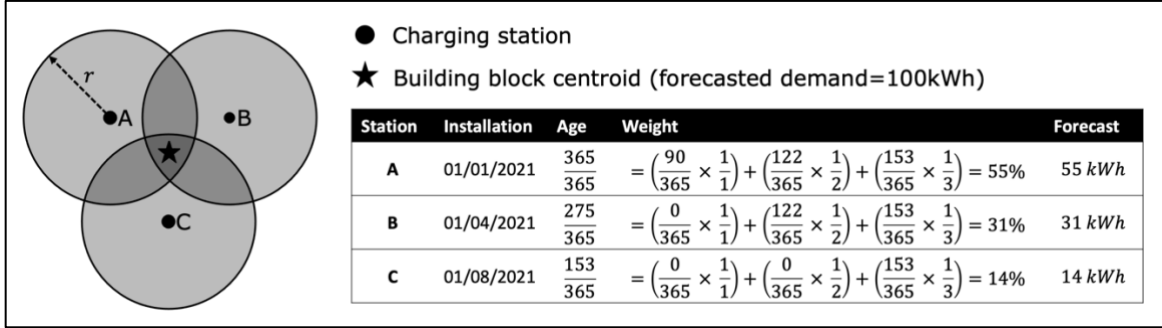 r
A
B
C
Charging station
Building block centroid (forecasted demand=100kWh)
Station Installation Age Weight Forecast
A 01/01/2021 365/365 = (90/365 × 1/1) + (122/365 × 1/2) + (153/365 × 1/3) = 55% 55 kWh
B 01/04/2021 275/365 = (0/365 × 1/1) + (122/365 × 1/2) + (153/365 × 1/3) = 31% 31 kWh
C 01/08/2021 153/365 = (0/365 × 1/1) + (0/365 × 1/2) + (153/365 × 1/3) = 14% 14 kWh